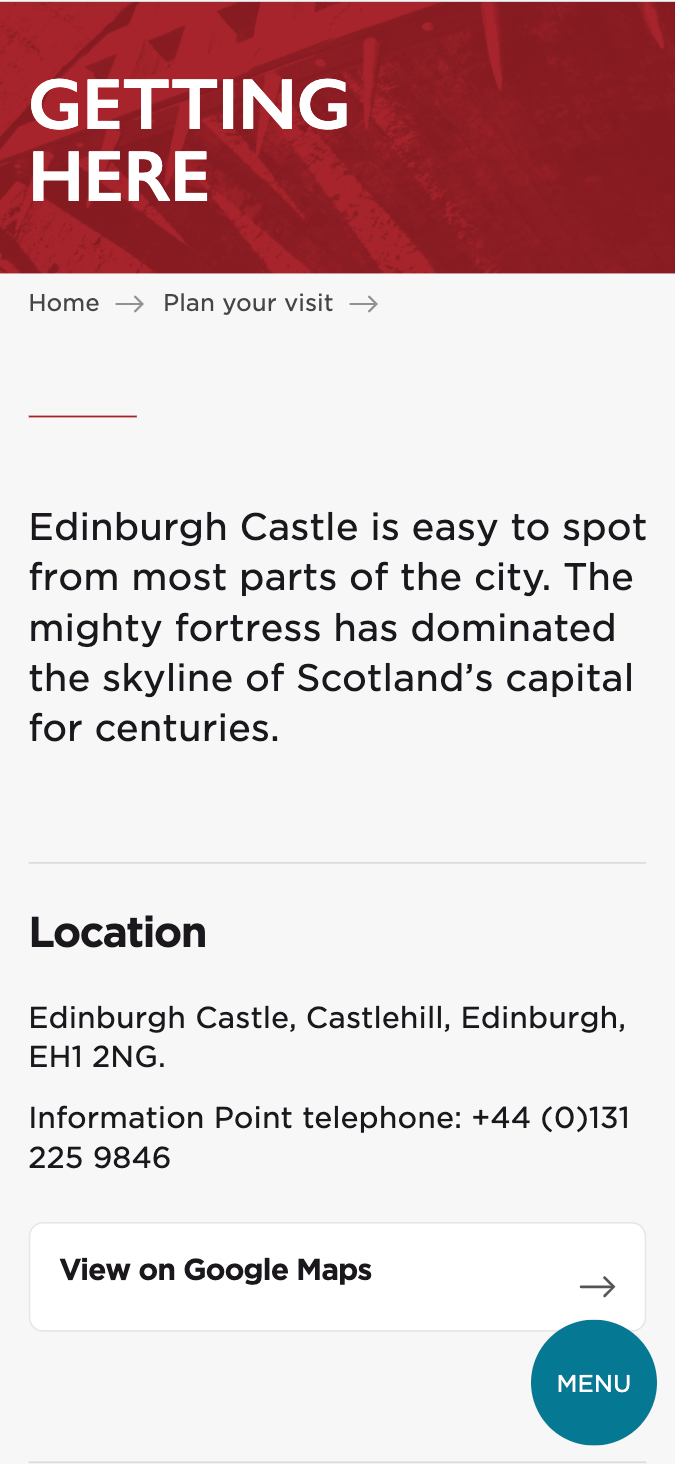 GETTING
HERE
Home → Plan your visit →
Edinburgh Castle is easy to spot
from most parts of the city. The
mighty fortress has dominated
the skyline of Scotland’s capital
for centuries.
Location
Edinburgh Castle, Castlehill, Edinburgh,
EH1 2NG.
Information Point telephone: +44 (0)131
225 9846
View on Google Maps →
MENU